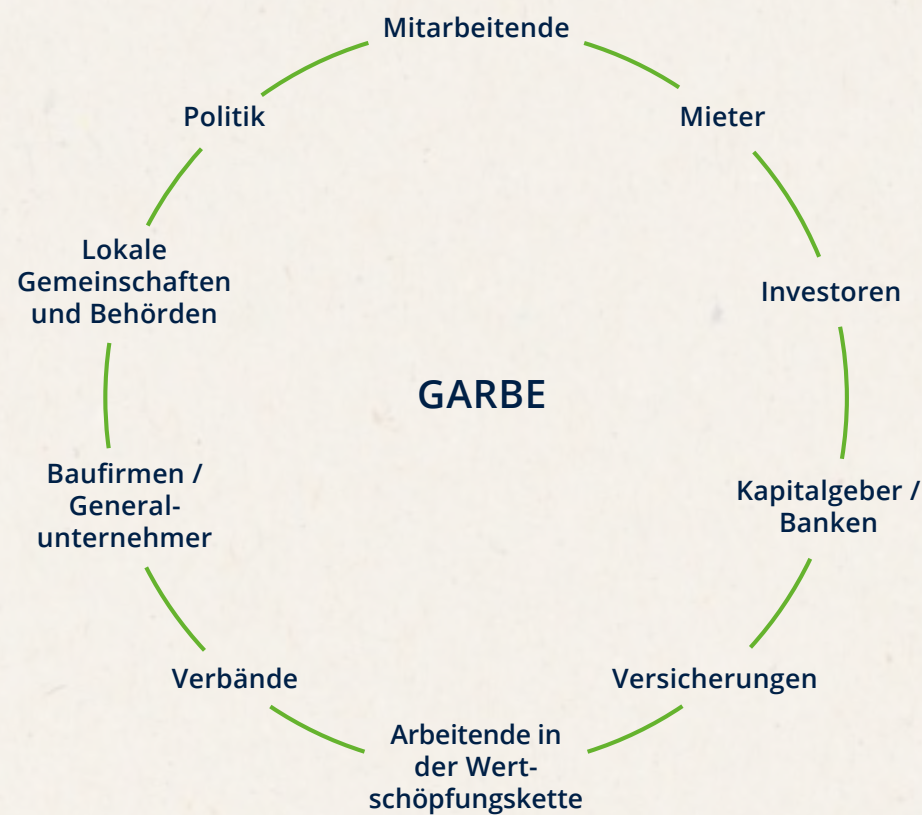 Mitarbeitende
Politik
Mieter
Lokale
Gemeinschaften
und Behörden
Investoren
GARBE
Baufirmen /
General-
unternehmer
Kapitalgeber /
Banken
Verbände
Versicherungen
Arbeitende in
der Wert-
schöpfungskette